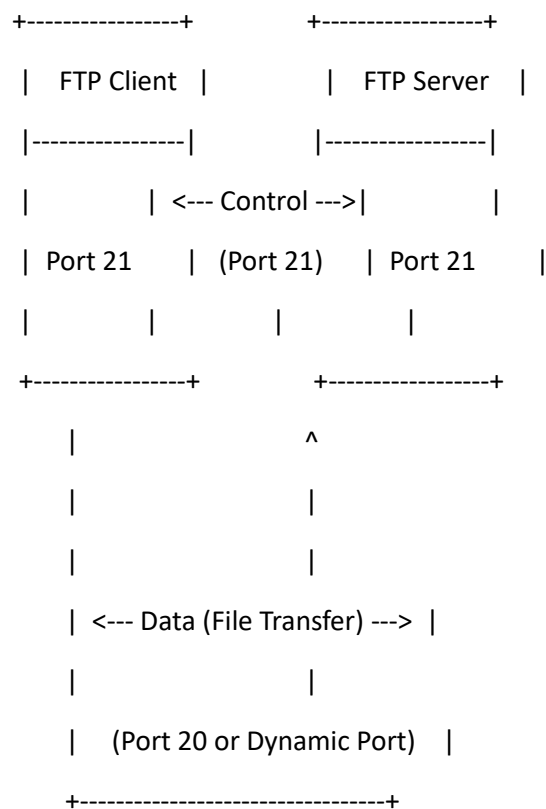 +-----------------+ +-----------------+
| FTP Client | | FTP Server |
|-----------------| |------------------|
| | <--- Control --->| |
| Port 21 | (Port 21) | Port 21 |
| | | |
+-----------------+ +------------------+
| ^
| |
| |
| <--- Data (File Transfer) ---> |
| |
| (Port 20 or Dynamic Port) |
+----------------------------------+